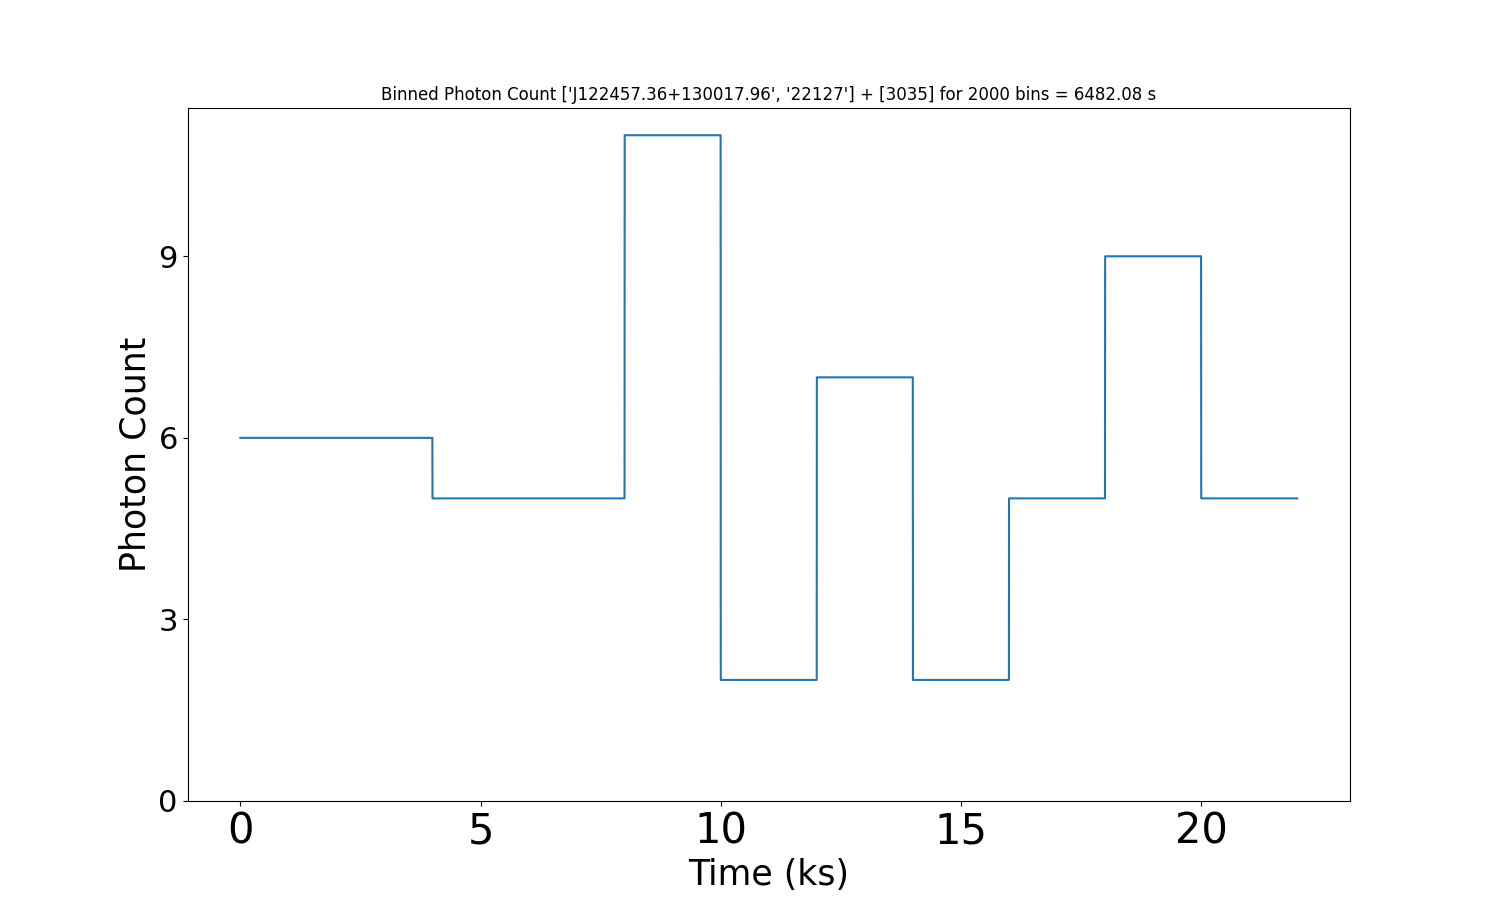 Binned Photon Count ['J122457.36+130017.96', '22127'] + [3035] for 2000 bins = 6482.08 s
Photon Count
9
6
3
0
0 5 10 15 20
Time (ks)